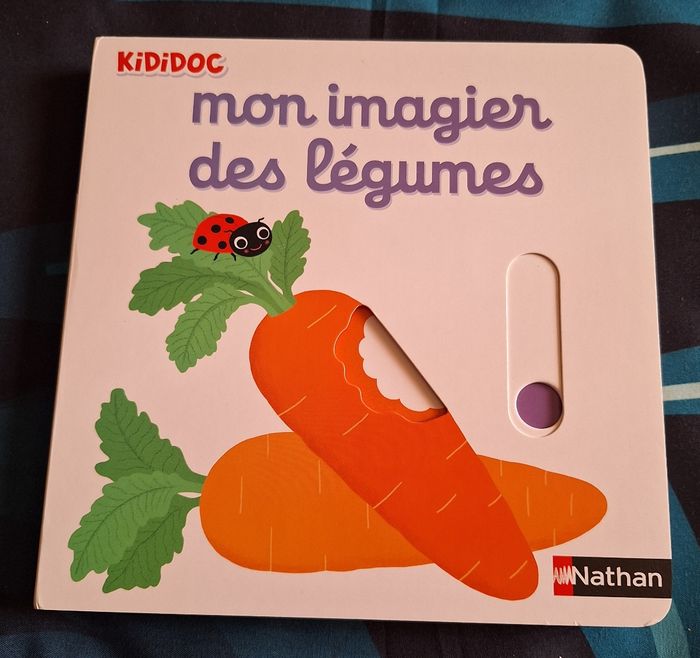 KiDiDOC
mon imagier
des légumes
Nathan